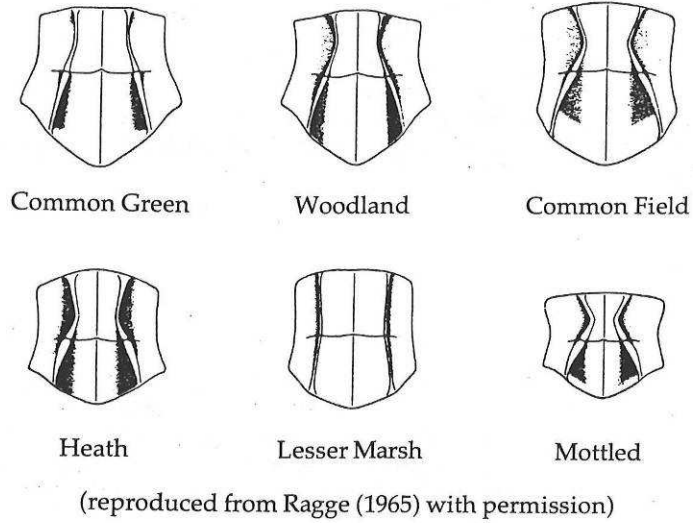 Common Green Woodland Common Field
Heath Lesser Marsh Mottled
(reproduced from Ragge (1965) with permission)